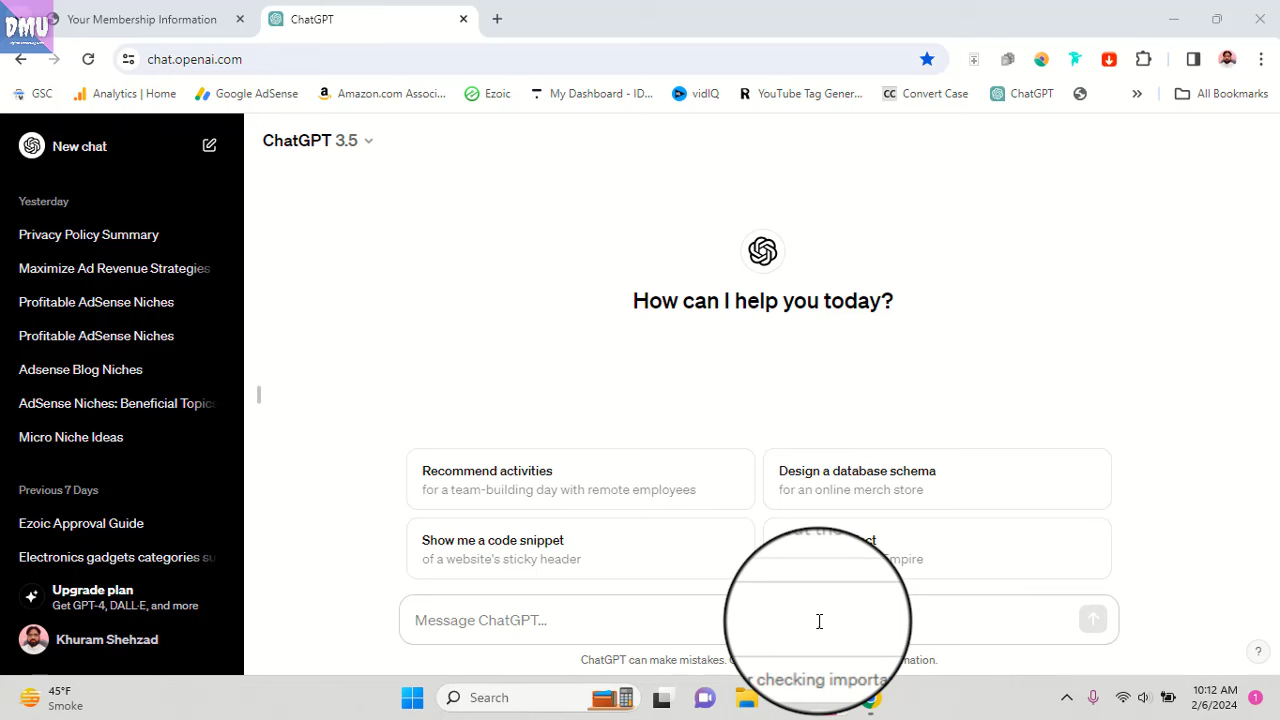 DMU
Your Membership Information
ChatGPT
chat.openai.com
GSC
Analytics | Home
Google AdSense
Amazon.com Associ...
Ezoic
My Dashboard - ID...
vidIQ
YouTube Tag Gener...
CC Convert Case
ChatGPT
All Bookmarks
New chat
ChatGPT 3.5
Yesterday
Privacy Policy Summary
Maximize Ad Revenue Strategies
Profitable AdSense Niches
Profitable AdSense Niches
Adsense Blog Niches
AdSense Niches: Beneficial Topics
Micro Niche Ideas
Previous 7 Days
Ezoic Approval Guide
Electronics gadgets categories su
Upgrade plan
Get GPT-4, DALL·E, and more
Khuram Shehzad
How can I help you today?
Recommend activities
for a team-building day with remote employees
Design a database schema
for an online merch store
Show me a code snippet
of a website's sticky header
Empire
Message ChatGPT...
ChatGPT can make mistakes.
checking importa
?
45°F
Smoke
Search
10:12 AM
2/6/2024
1